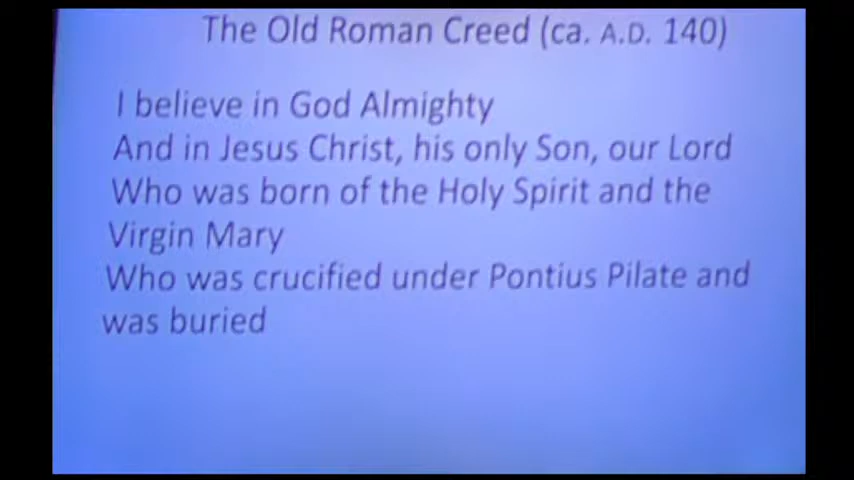 The Old Roman Creed (ca. A.D. 140)
I believe in God Almighty
And in Jesus Christ, his only Son, our Lord
Who was born of the Holy Spirit and the
Virgin Mary
Who was crucified under Pontius Pilate and
was buried